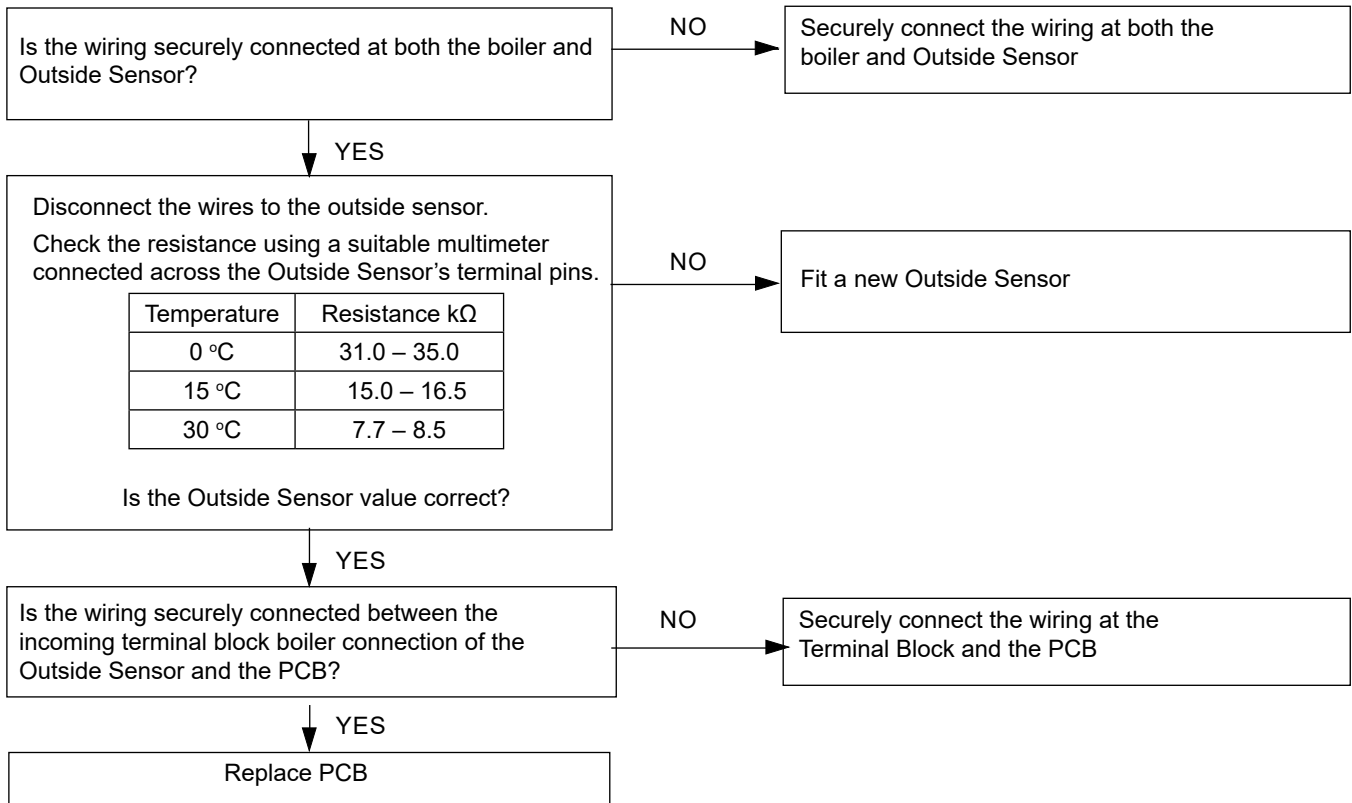 Is the wiring securely connected at both the boiler and
Outside Sensor?
NO
Securely connect the wiring at both the
boiler and Outside Sensor
YES
Disconnect the wires to the outside sensor.
Check the resistance using a suitable multimeter
connected across the Outside Sensor’s terminal pins.
Temperature Resistance kΩ
0 °C 31.0 – 35.0
15 °C 15.0 – 16.5
30 °C 7.7 – 8.5
Is the Outside Sensor value correct?
NO
Fit a new Outside Sensor
YES
Is the wiring securely connected between the
incoming terminal block boiler connection of the
Outside Sensor and the PCB?
NO
Securely connect the wiring at the
Terminal Block and the PCB
YES
Replace PCB